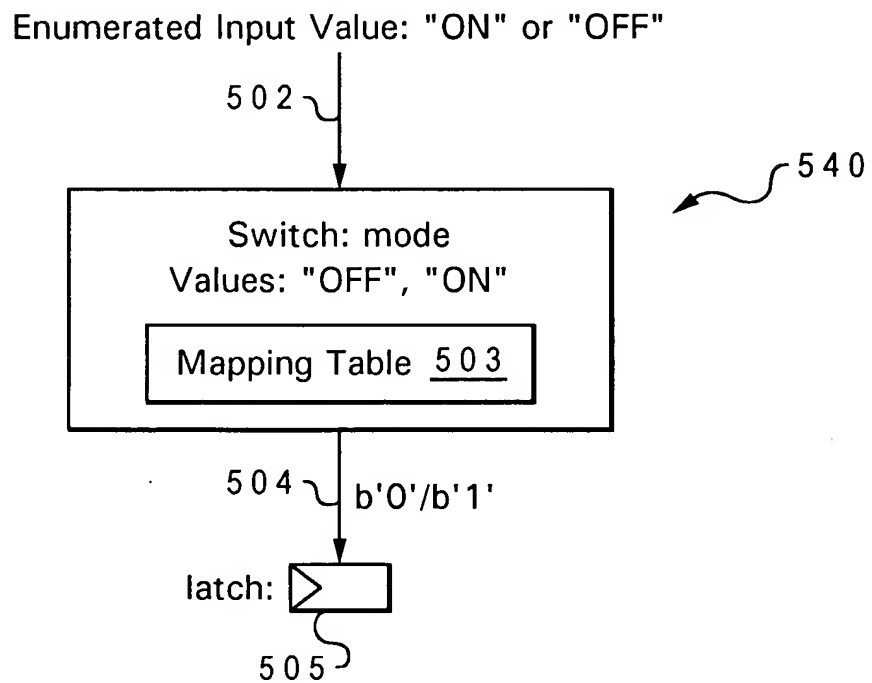 Enumerated Input Value: "ON" or "OFF"
502
540
Switch: mode
Values: "OFF", "ON"
Mapping Table 503
504
b'0'/b'1'
latch:
505